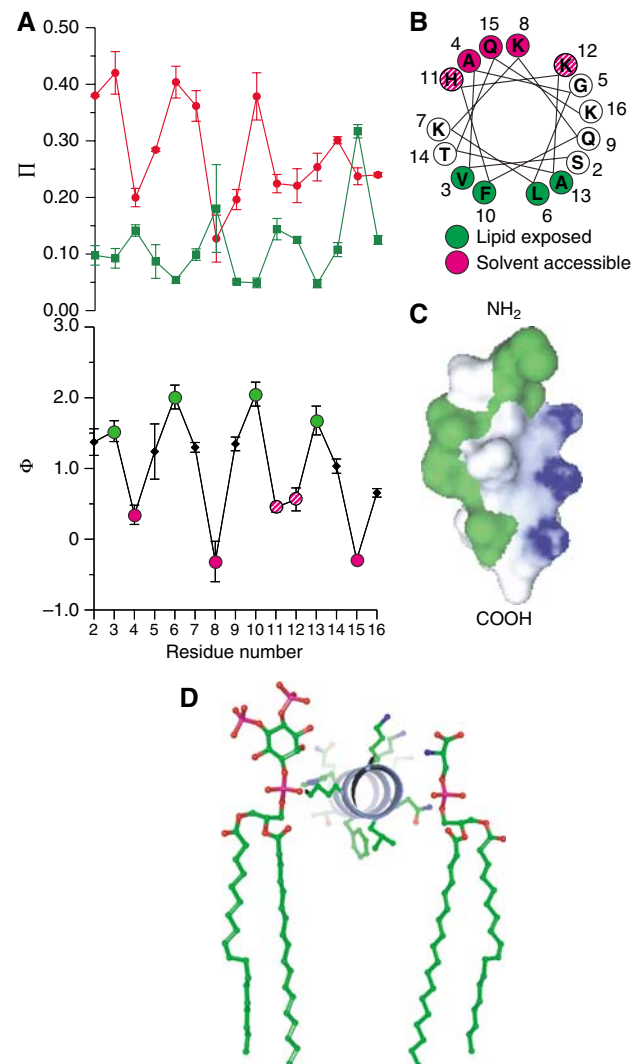 A
0.50
0.40
0.30
Π
0.20
0.10
0.00
3.0
2.0
Φ
1.0
0
−1.0
2 3 4 5 6 7 8 9 10 11 12 13 14 15 16
Residue number
B
15 8
4 Q K 12
A K
11 H G 5
K 16
7 K Q 9
14 T S 2
3 V F L A 13
10 6
Lipid exposed
Solvent accessible
C
NH2
COOH
D